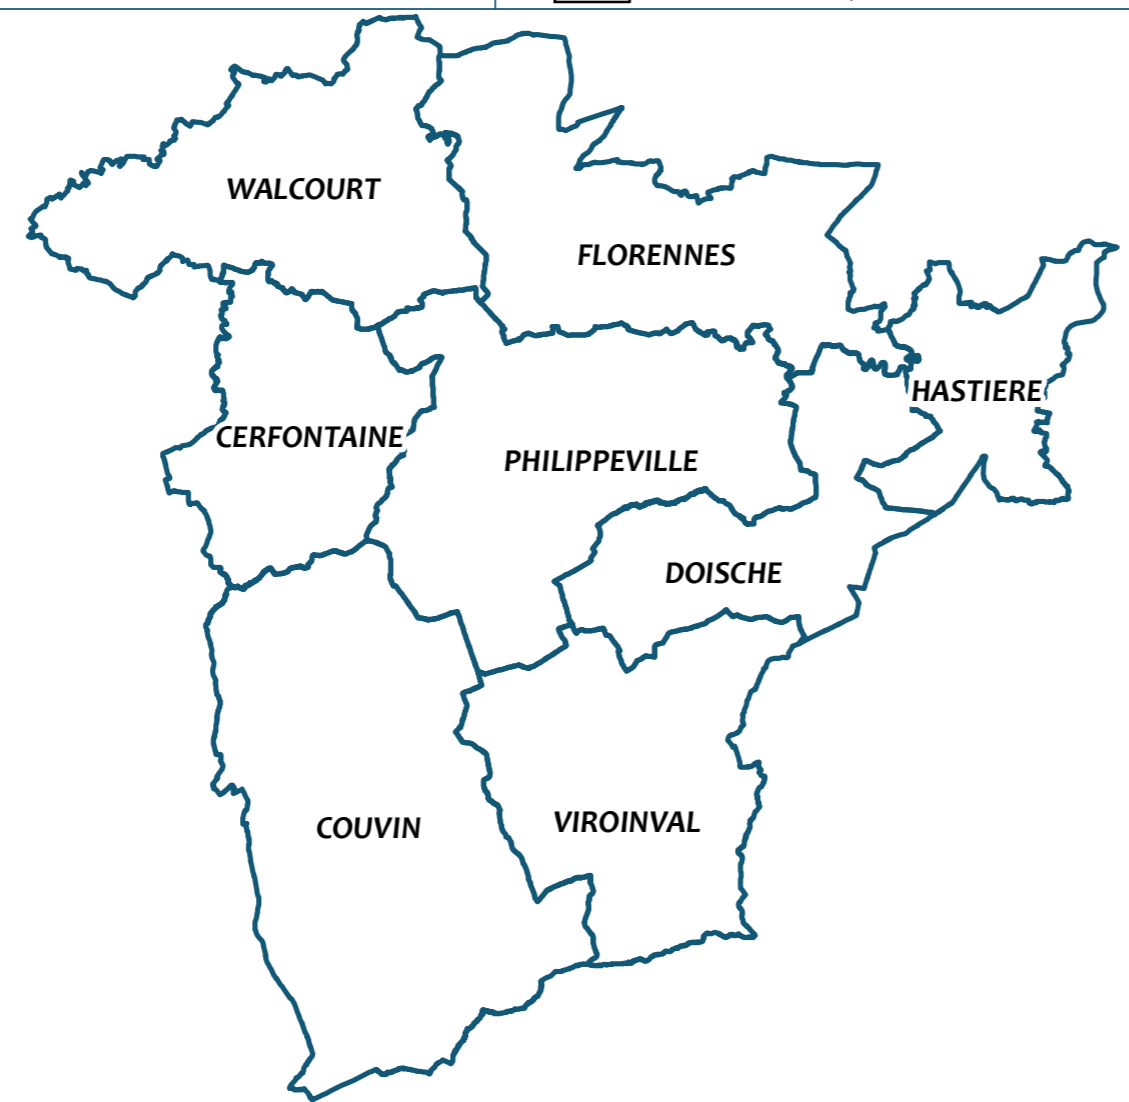 WALCOURT
FLORENNES
HASTIERE
CERFONTAINE
PHILIPPEVILLE
DOISCHE
COUVIN
VIROINVAL